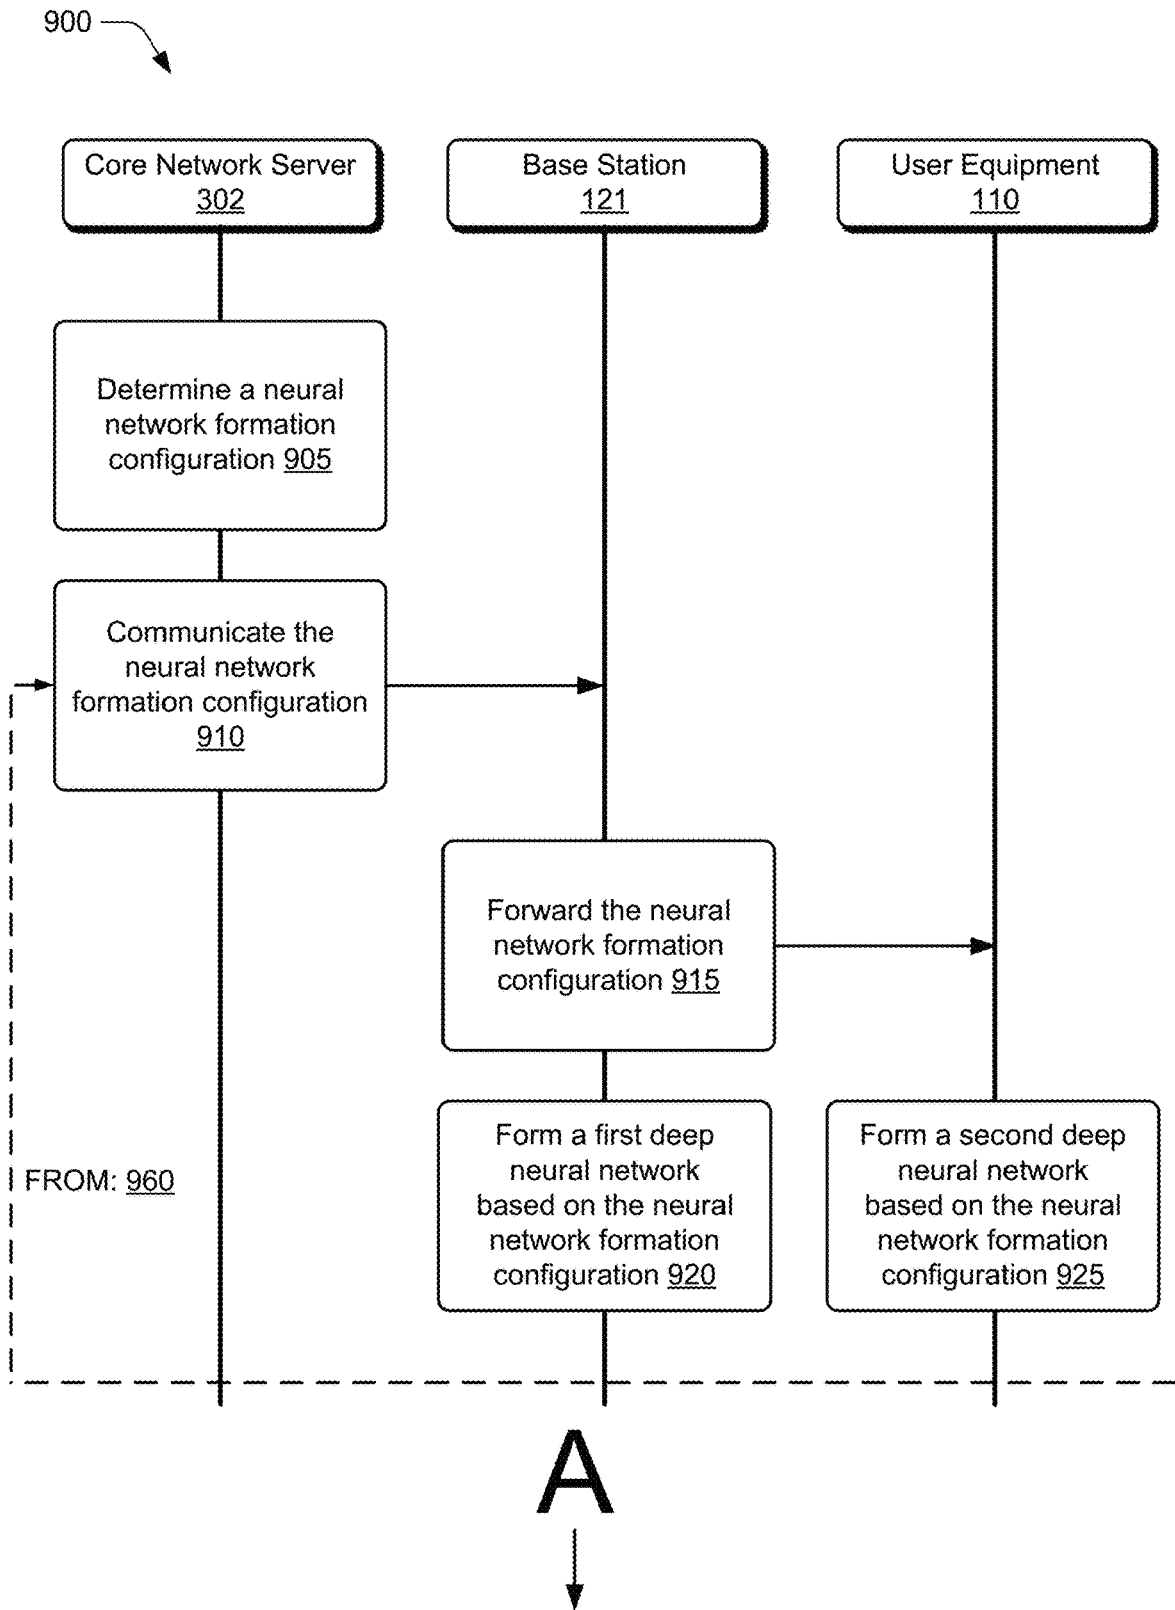 900
Core Network Server
302
Base Station
121
User Equipment
110
Determine a neural
network formation
configuration 905
Communicate the
neural network
formation configuration
910
Forward the neural
network formation
configuration 915
Form a first deep
neural network
based on the neural
network formation
configuration 920
Form a second deep
neural network
based on the neural
network formation
configuration 925
FROM: 960
A